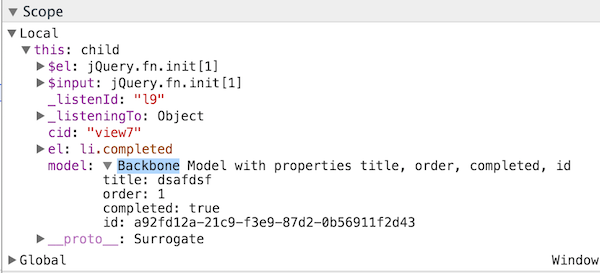 Scope
Local
this: child
$el: jQuery.fn.init[1]
$input: jQuery.fn.init[1]
_listenId: "l9"
_listeningTo: Object
cid: "view7"
el: li.completed
model: Backbone Model with properties title, order, completed, id
title: dsafdsf
order: 1
completed: true
id: a92fd12a-21c9-f3e9-87d2-0b56911f2d43
__proto__: Surrogate
Global Window